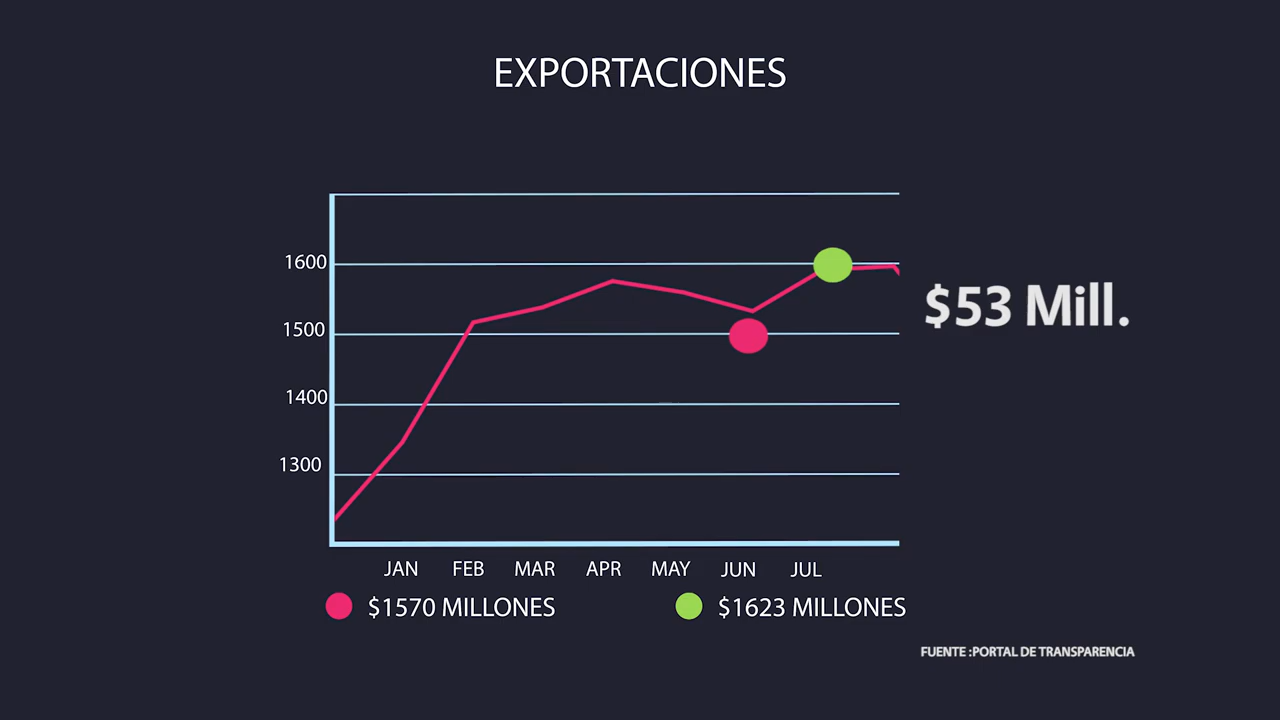 EXPORTACIONES
1600
1500
1400
1300
$53 Mill.
JAN FEB MAR APR MAY JUN JUL
$1570 MILLONES $1623 MILLONES
FUENTE :PORTAL DE TRANSPARENCIA